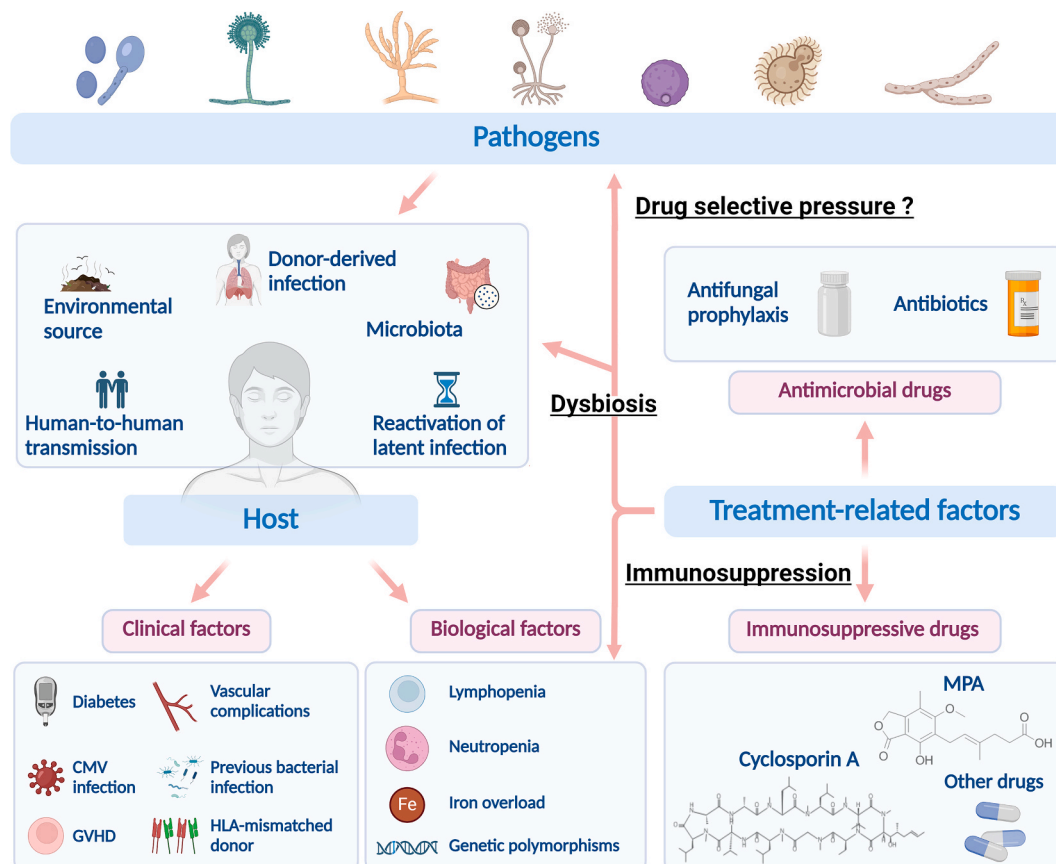 Pathogens
Drug selective pressure ?
Environmental
source
Donor-derived
infection
Microbiota
Human-to-human
transmission
Reactivation of
latent infection
Antifungal
prophylaxis
Antibiotics
Rx
Antimicrobial drugs
Dysbiosis
Host
Treatment-related factors
Immunosuppression
Clinical factors
Biological factors
Immunosuppressive drugs
Diabetes
Vascular
complications
CMV
infection
Previous bacterial
infection
GVHD
HLA-mismatched
donor
Lymphopenia
Neutropenia
Fe
Iron overload
Genetic polymorphisms
MPA
Cyclosporin A
Other drugs